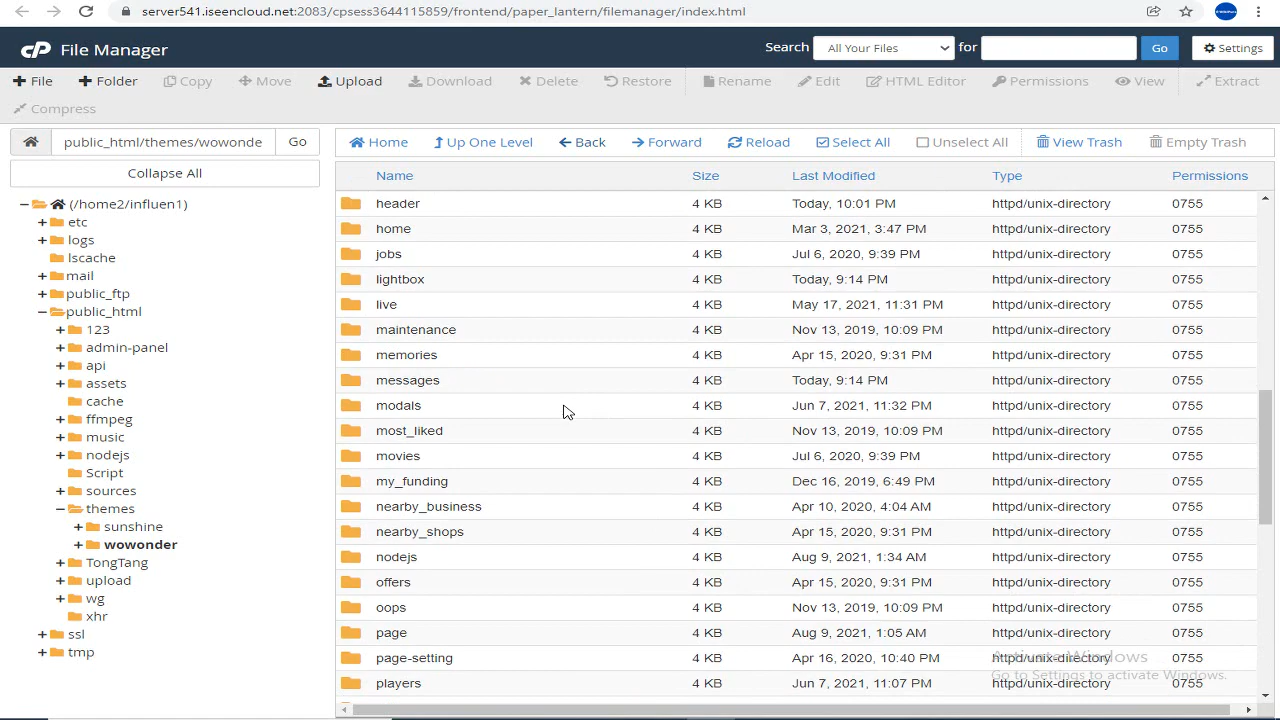 server541.iseencloud.net:2083/cpsess3644115859/frontend/paper_lantern/filemanager/index.html
cP File Manager
Search All Your Files for Go Settings
File Folder Copy Move Upload Download Delete Restore Rename Edit HTML Editor Permissions View Extract
Compress
public_html/themes/wowonde Go
Home Up One Level Back Forward Reload Select All Unselect All View Trash Empty Trash
Collapse All
(/home2/influen1)
etc
logs
lscache
mail
public_ftp
public_html
123
admin-panel
api
assets
cache
ffmpeg
music
nodejs
Script
sources
themes
sunshine
wowonder
TongTang
upload
wg
xhr
ssl
tmp
Name Size Last Modified Type Permissions
header 4 KB Today, 10:01 PM httpd/unix-directory 0755
home 4 KB Mar 3, 2021, 3:47 PM httpd/unix-directory 0755
jobs 4 KB Jul 6, 2020, 9:39 PM httpd/unix-directory 0755
lightbox 4 KB Today, 9:14 PM httpd/unix-directory 0755
live 4 KB May 17, 2021, 11:31 PM httpd/unix-directory 0755
maintenance 4 KB Nov 13, 2019, 10:09 PM httpd/unix-directory 0755
memories 4 KB Apr 15, 2020, 9:31 PM httpd/unix-directory 0755
messages 4 KB Today, 9:14 PM httpd/unix-directory 0755
modals 4 KB Jun 7, 2021, 11:32 PM httpd/unix-directory 0755
most_liked 4 KB Nov 13, 2019, 10:09 PM httpd/unix-directory 0755
movies 4 KB Jul 6, 2020, 9:39 PM httpd/unix-directory 0755
my_funding 4 KB Dec 16, 2019, 6:49 PM httpd/unix-directory 0755
nearby_business 4 KB Apr 10, 2020, 4:04 AM httpd/unix-directory 0755
nearby_shops 4 KB Apr 15, 2020, 9:31 PM httpd/unix-directory 0755
nodejs 4 KB Aug 9, 2021, 1:34 AM httpd/unix-directory 0755
offers 4 KB Apr 15, 2020, 9:31 PM httpd/unix-directory 0755
oops 4 KB Nov 13, 2019, 10:09 PM httpd/unix-directory 0755
page 4 KB Aug 9, 2021, 1:05 AM httpd/unix-directory 0755
page-setting 4 KB Apr 16, 2020, 10:40 PM httpd/unix-directory 0755
players 4 KB Jun 7, 2021, 11:07 PM httpd/unix-directory 0755
Activate Windows
Go to Settings to activate Windows.